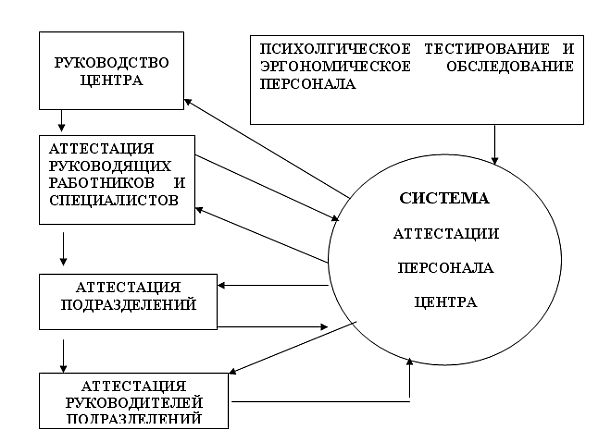 РУКОВОДСТВО
ЦЕНТРА
ПСИХОЛГИЧЕСКОЕ ТЕСТИРОВАНИЕ И
ЭРГОНОМИЧЕСКОЕ ОБСЛЕДОВАНИЕ
ПЕРСОНАЛА
АТТЕСТАЦИЯ
РУКОВОДЯЩИХ
РАБОТНИКОВ И
СПЕЦИАЛИСТОВ
СИСТЕМА
АТТЕСТАЦИИ
ПЕРСОНАЛА
ЦЕНТРА
АТТЕСТАЦИЯ
ПОДРАЗДЕЛЕНИЙ
АТТЕСТАЦИЯ
РУКОВОДИТЕЛЕЙ
ПОДРАЗДЕЛЕНИЙ